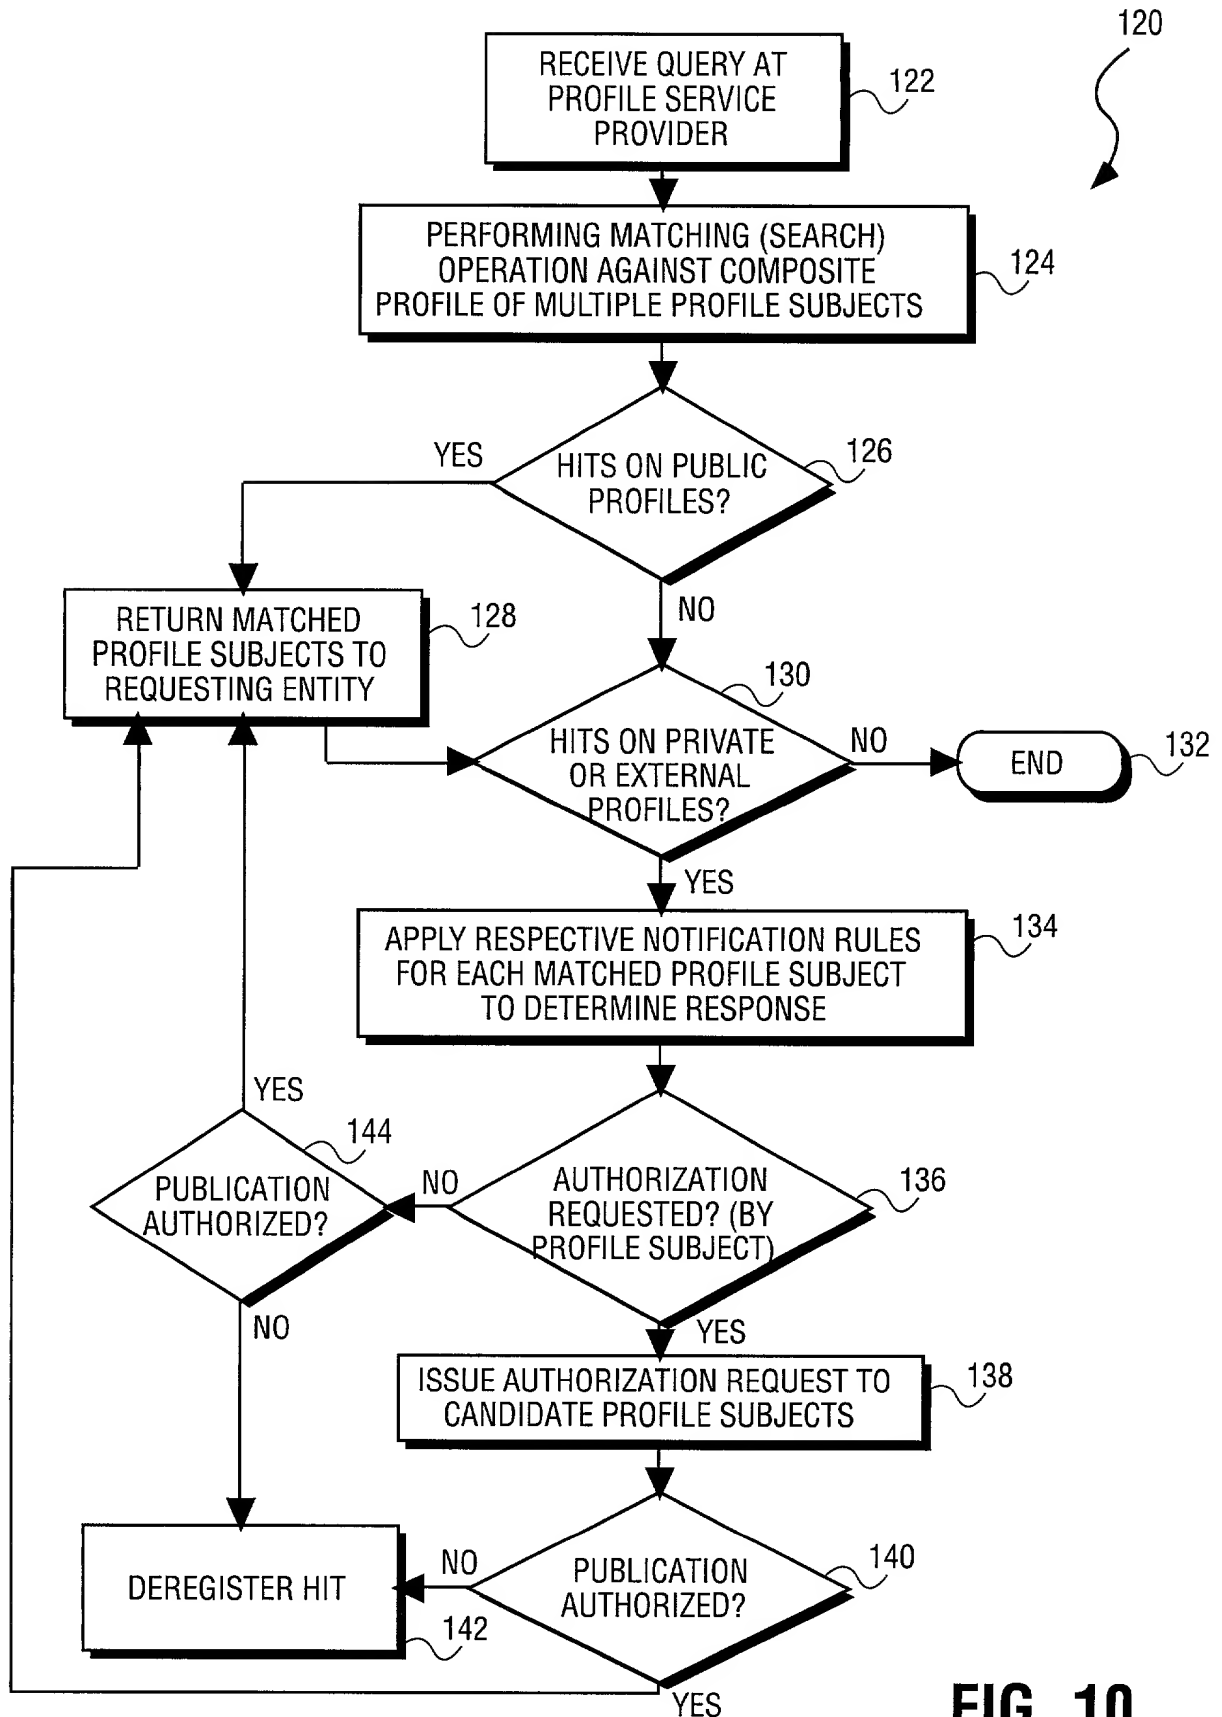 120
RECEIVE QUERY AT
PROFILE SERVICE
PROVIDER
122
PERFORMING MATCHING (SEARCH)
OPERATION AGAINST COMPOSITE
PROFILE OF MULTIPLE PROFILE SUBJECTS
124
YES
HITS ON PUBLIC
PROFILES?
126
NO
RETURN MATCHED
PROFILE SUBJECTS TO
REQUESTING ENTITY
128
HITS ON PRIVATE
OR EXTERNAL
PROFILES?
130
NO
END
132
YES
APPLY RESPECTIVE NOTIFICATION RULES
FOR EACH MATCHED PROFILE SUBJECT
TO DETERMINE RESPONSE
134
YES
PUBLICATION
AUTHORIZED?
144
NO
AUTHORIZATION
REQUESTED? (BY
PROFILE SUBJECT)
136
NO
YES
ISSUE AUTHORIZATION REQUEST TO
CANDIDATE PROFILE SUBJECTS
138
DEREGISTER HIT
142
NO
PUBLICATION
AUTHORIZED?
140
YES
FIG. 10